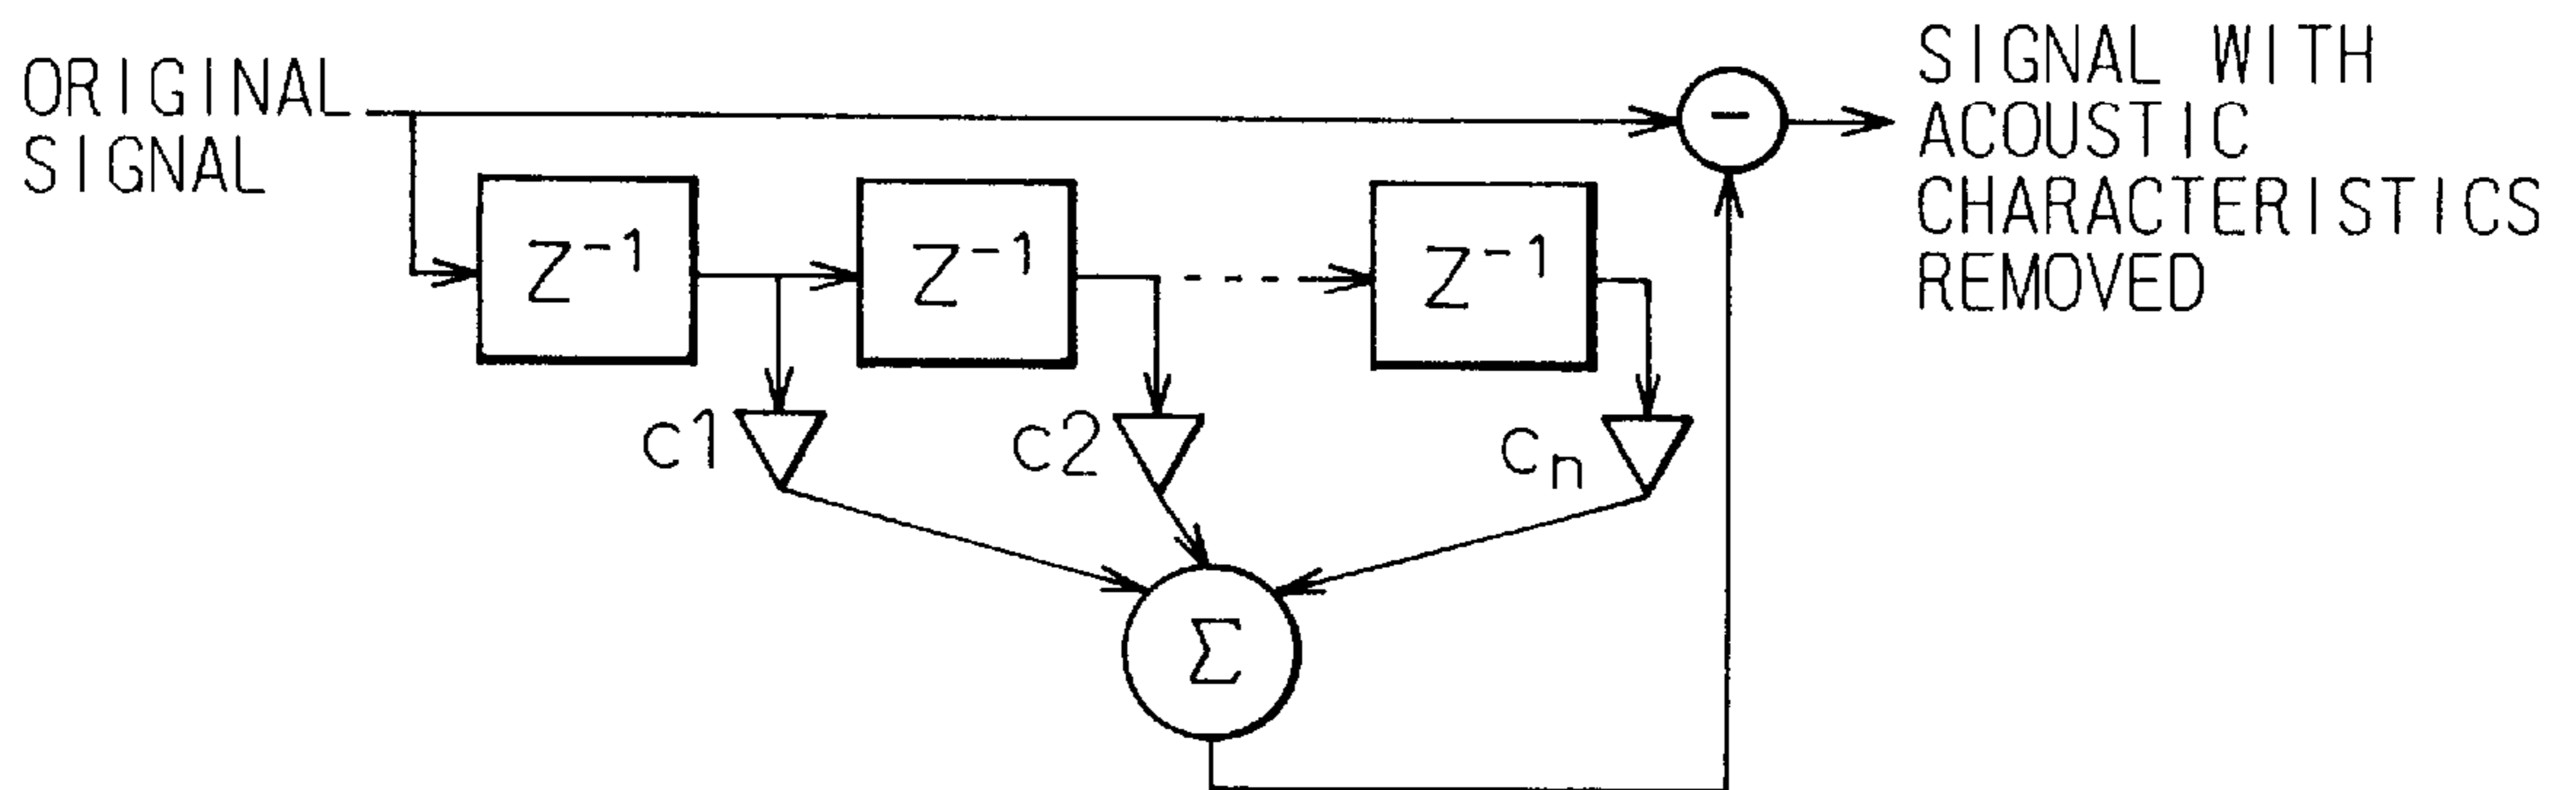 ORIGINAL
SIGNAL
−
SIGNAL WITH
ACOUSTIC
CHARACTERISTICS
REMOVED
Z⁻¹
Z⁻¹
Z⁻¹
c1
c2
cₙ
Σ